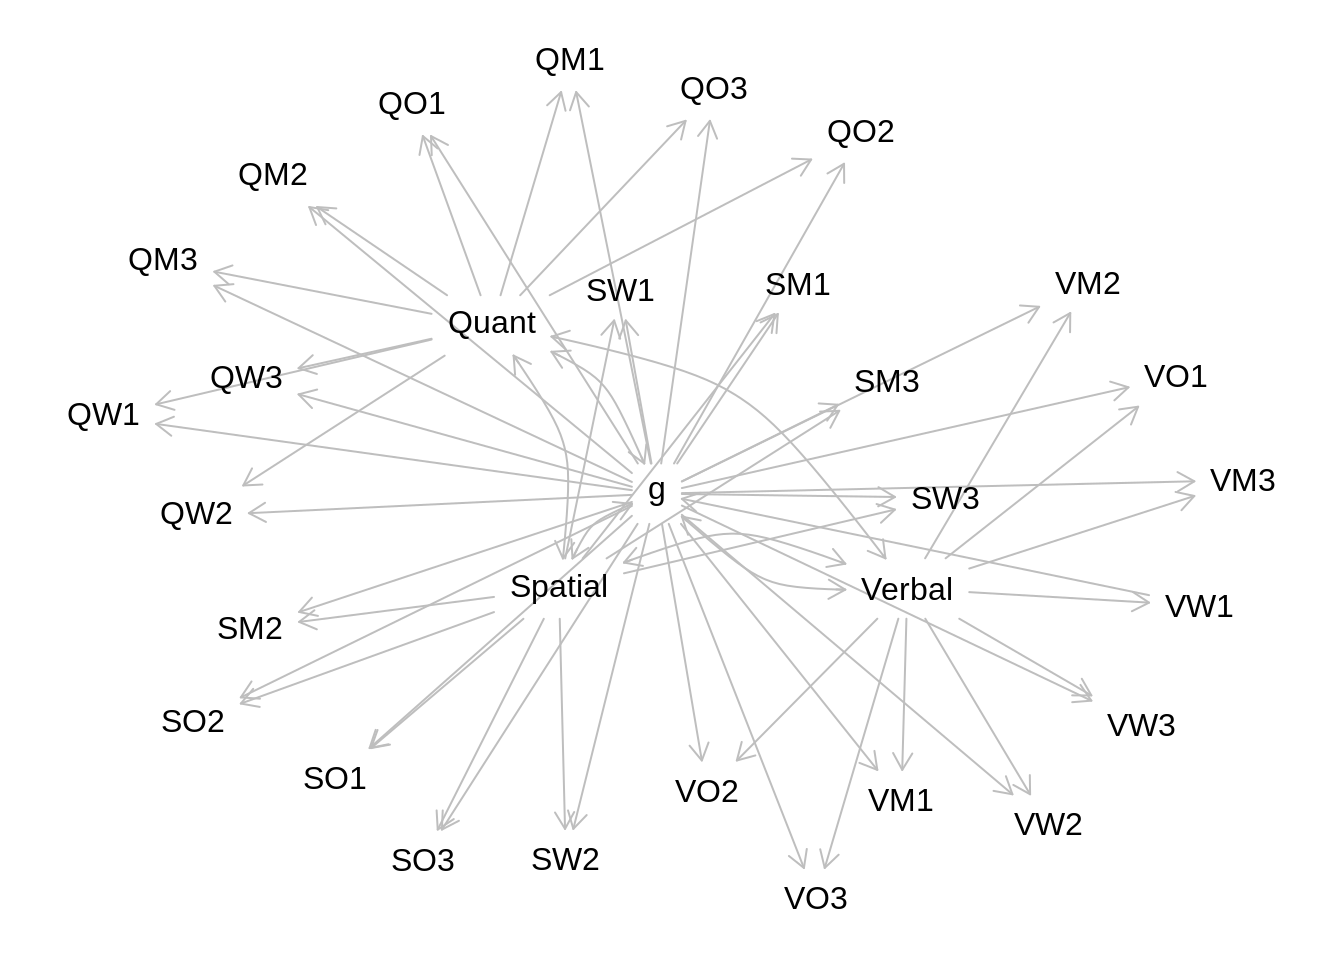 QM1
QO3
QO1
QO2
QM2
QM3
SW1
SM1
VM2
Quant
QW3
SM3
VO1
QW1
g
VM3
SW3
QW2
Spatial
Verbal
VW1
SM2
SO2
VW3
SO1
VO2
VM1
VW2
SO3
SW2
VO3